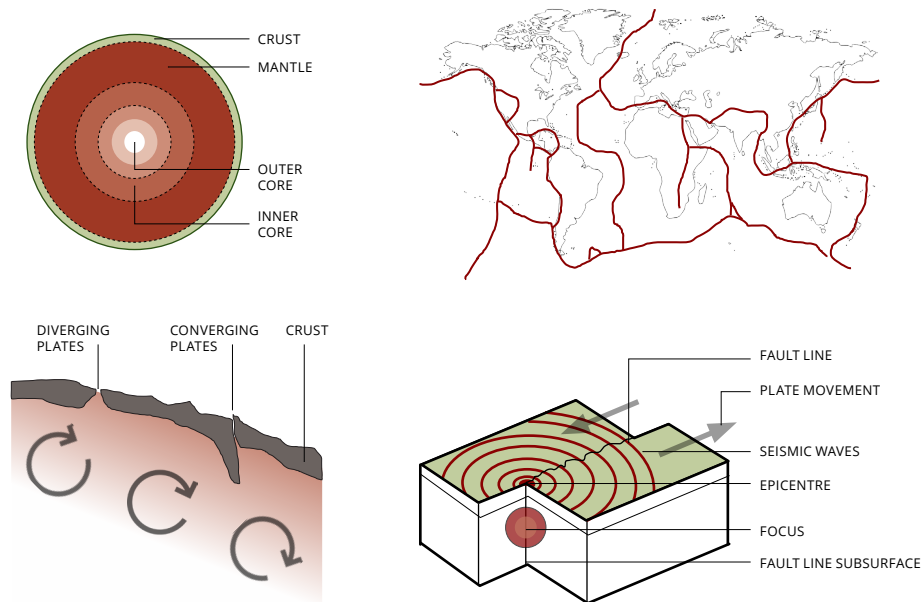 CRUST
MANTLE
OUTER
CORE
INNER
CORE
DIVERGING
PLATES
CONVERGING
PLATES
CRUST
FAULT LINE
PLATE MOVEMENT
SEISMIC WAVES
EPICENTRE
FOCUS
FAULT LINE SUBSURFACE